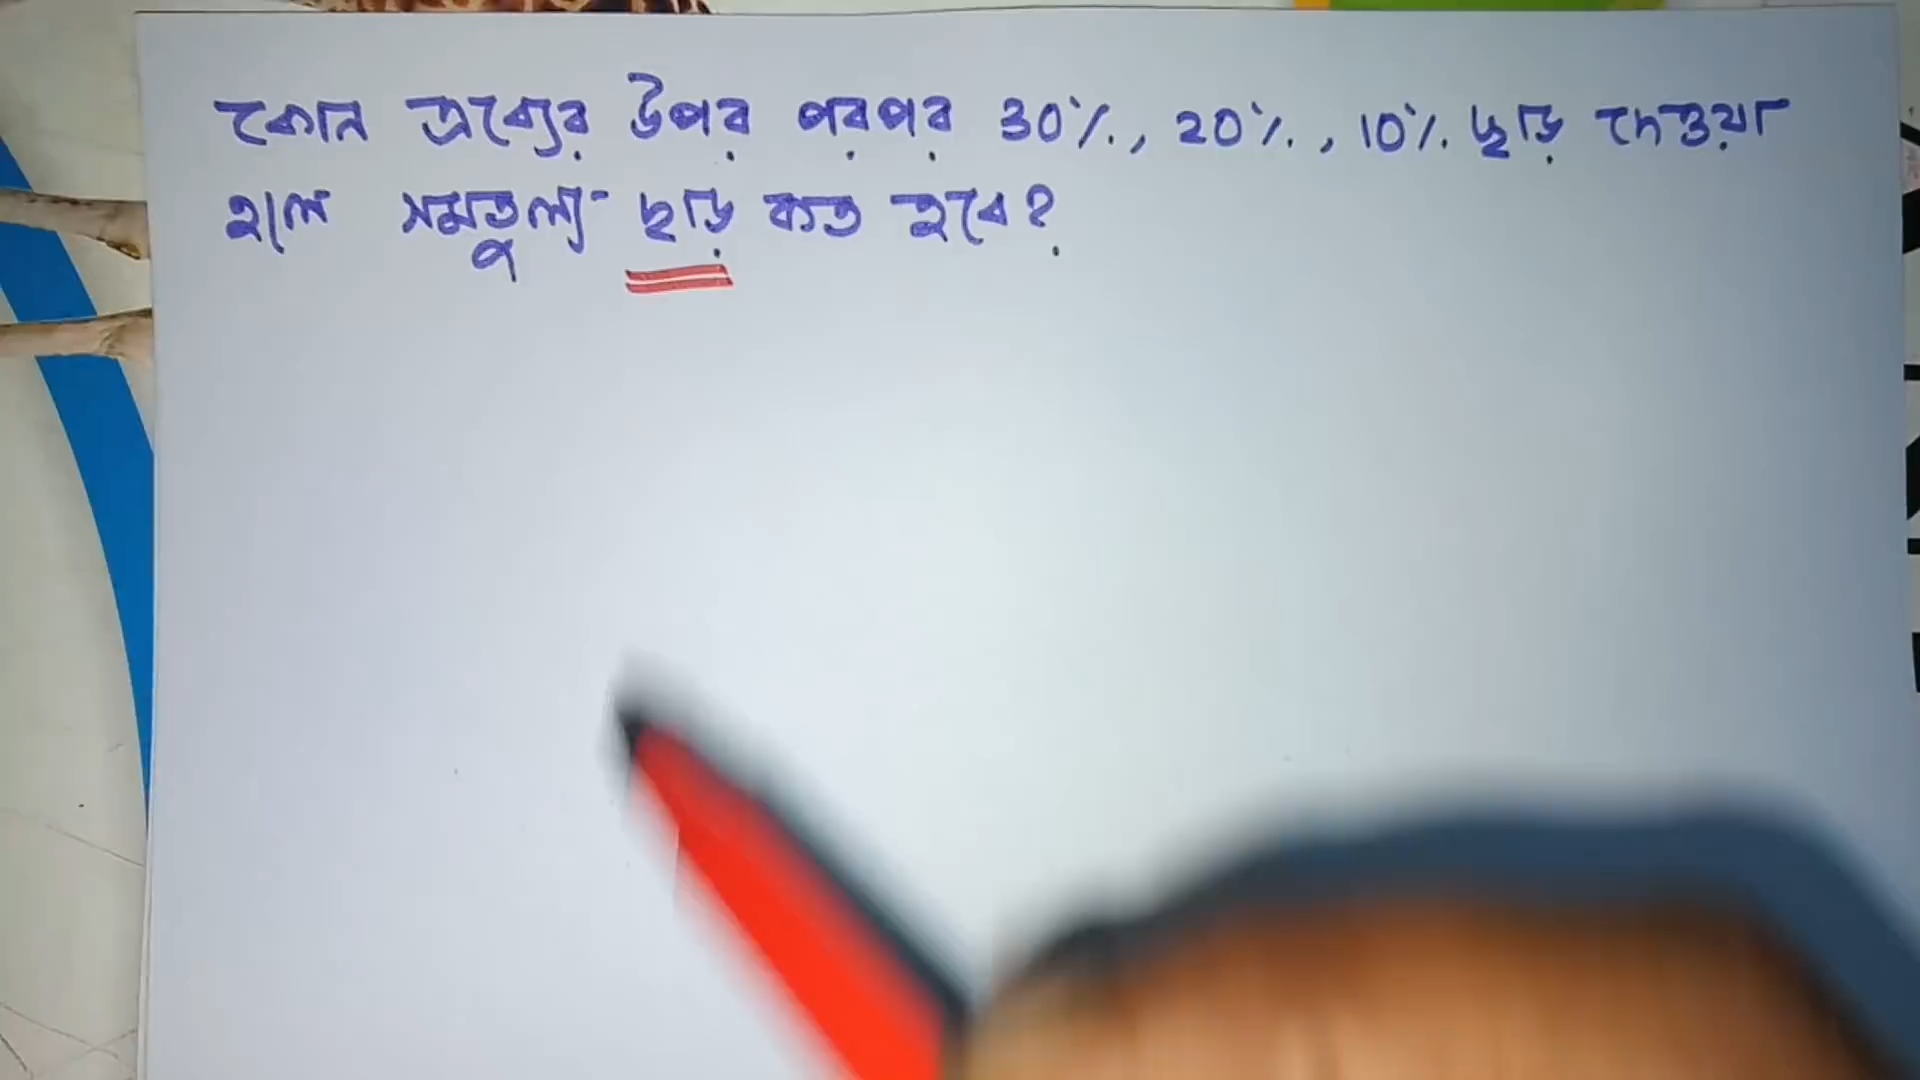 কোন দ্রব্যের উপর পরপর 30%, 20%, 10% ছাড় দেওয়া
হলে সমতুল্য ছাড় কত হবে?